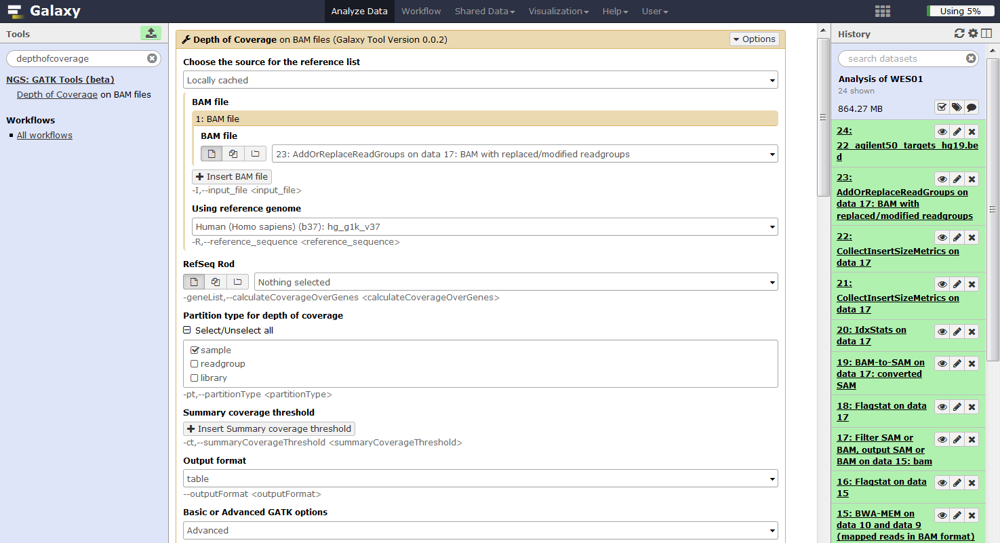 Galaxy
Analyze Data Workflow Shared Data Visualization Help User
Using 5%
Tools
depthofcoverage
NGS: GATK Tools (beta)
Depth of Coverage on BAM files
Workflows
All workflows
Depth of Coverage on BAM files (Galaxy Tool Version 0.0.2)
Options
Choose the source for the reference list
Locally cached
BAM file
1: BAM file
BAM file
23: AddOrReplaceReadGroups on data 17: BAM with replaced/modified readgroups
Insert BAM file
-I,--input_file <input_file>
Using reference genome
Human (Homo sapiens) (b37): hg_g1k_v37
-R,--reference_sequence <reference_sequence>
RefSeq Rod
Nothing selected
-geneList,--calculateCoverageOverGenes <calculateCoverageOverGenes>
Partition type for depth of coverage
Select/Unselect all
sample
readgroup
library
-pt,--partitionType <partitionType>
Summary coverage threshold
Insert Summary coverage threshold
-ct,--summaryCoverageThreshold <summaryCoverageThreshold>
Output format
table
--outputFormat <outputFormat>
Basic or Advanced GATK options
Advanced
History
search datasets
Analysis of WES01
24 shown
864.27 MB
24:
22_agilent50_targets_hg19.be
d
23:
AddOrReplaceReadGroups on
data 17: BAM with
replaced/modified readgroups
22:
CollectInsertSizeMetrics on
data 17
21:
CollectInsertSizeMetrics on
data 17
20: IdxStats on
data 17
19: BAM-to-SAM on
data 17: converted
SAM
18: Flagstat on data
17
17: Filter SAM or
BAM, output SAM or
BAM on data 15: bam
16: Flagstat on data
15
15: BWA-MEM on
data 10 and data 9
(mapped reads in BAM format)